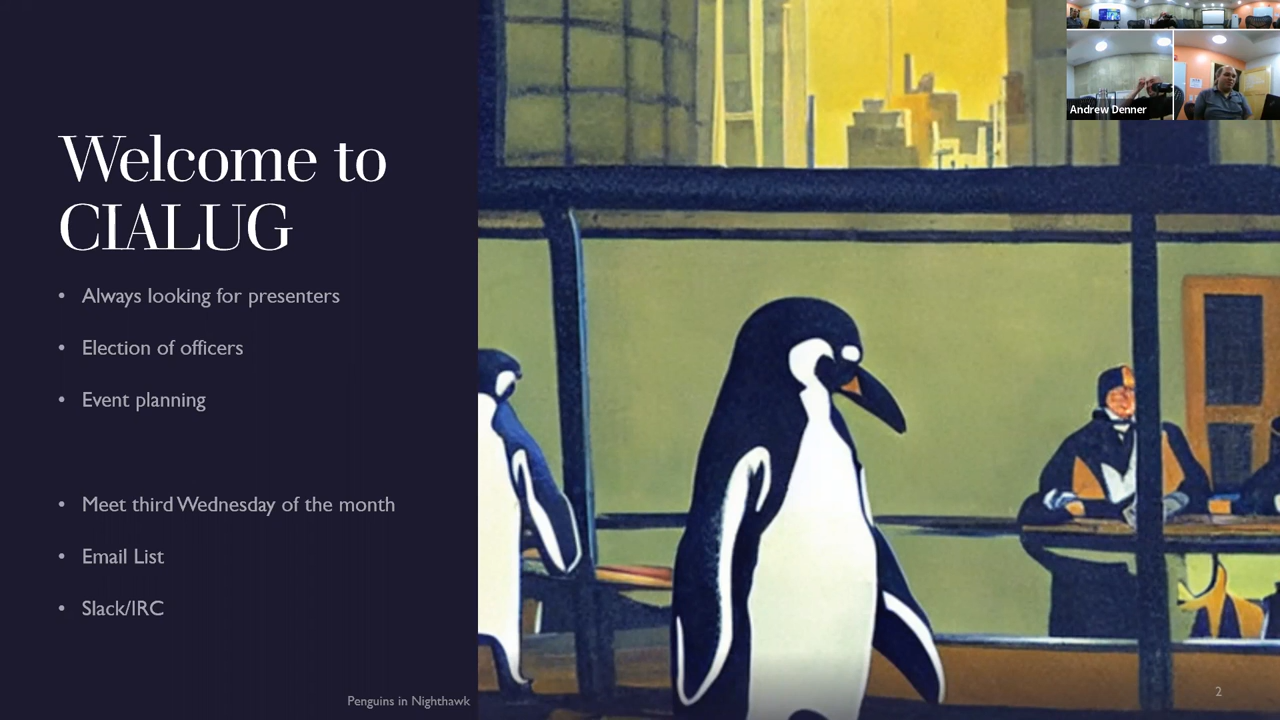 Welcome to
CIALUG
• Always looking for presenters
• Election of officers
• Event planning
• Meet third Wednesday of the month
• Email List
• Slack/IRC
Penguins in Nighthawk
2
Andrew Denner